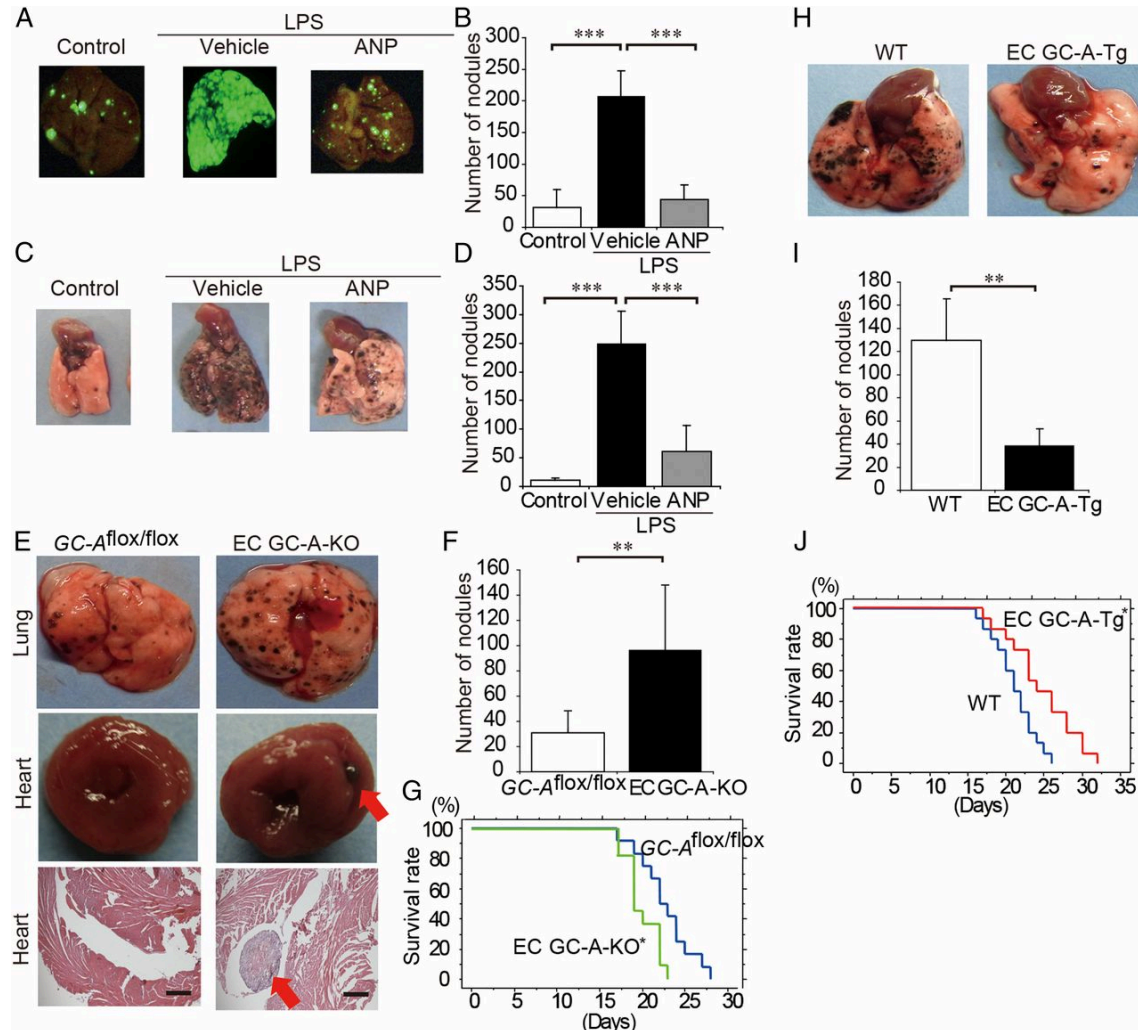 A
LPS
Control Vehicle ANP
B
*** ***
Number of nodules
300
250
200
150
100
50
0
Control Vehicle ANP
LPS
C
LPS
Control Vehicle ANP
D
*** ***
Number of nodules
350
300
250
200
150
100
50
0
Control Vehicle ANP
LPS
E
GC-Aflox/flox EC GC-A-KO
Lung
Heart
Heart
F
**
Number of nodules
160
140
120
100
80
60
40
20
0
GC-Aflox/flox EC GC-A-KO
G
(%)
Survival rate
100
80
60
40
20
0
GC-Aflox/flox
EC GC-A-KO*
0 5 10 15 20 25 30
(Days)
H
WT EC GC-A-Tg
I
**
Number of nodules
180
160
140
120
100
80
60
40
20
0
WT EC GC-A-Tg
J
(%)
Survival rate
100
80
60
40
20
0
EC GC-A-Tg*
WT
0 5 10 15 20 25 30 35
(Days)